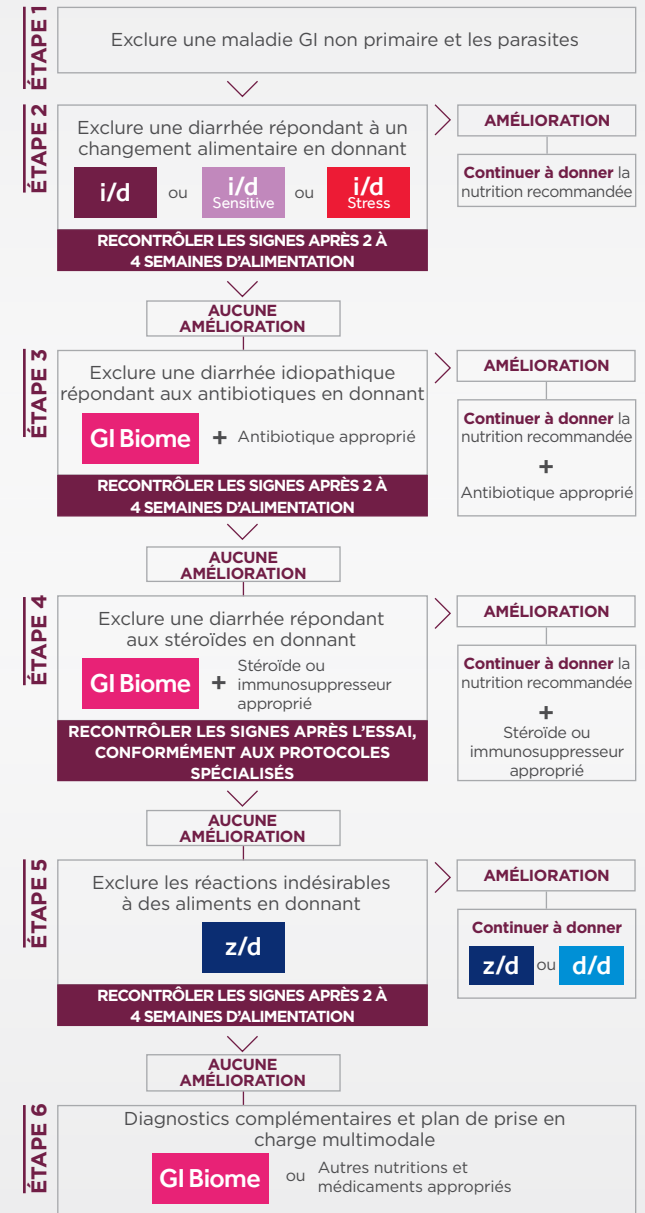 ÉTAPE 1
Exclure une maladie GI non primaire et les parasites
ÉTAPE 2
Exclure une diarrhée répondant à un
changement alimentaire en donnant
i/d
ou
i/d
Sensitive
ou
i/d
Stress
RECONTRÔLER LES SIGNES APRÈS 2 À
4 SEMAINES D'ALIMENTATION
AMÉLIORATION
Continuer à donner la
nutrition recommandée
AUCUNE
AMÉLIORATION
ÉTAPE 3
Exclure une diarrhée idiopathique
répondant aux antibiotiques en donnant
GI Biome
+ Antibiotique approprié
RECONTRÔLER LES SIGNES APRÈS 2 À
4 SEMAINES D'ALIMENTATION
AMÉLIORATION
Continuer à donner la
nutrition recommandée
+
Antibiotique approprié
AUCUNE
AMÉLIORATION
ÉTAPE 4
Exclure une diarrhée répondant
aux stéroïdes en donnant
GI Biome
+
Stéroïde ou
immunosuppresseur
approprié
RECONTRÔLER LES SIGNES APRÈS L'ESSAI,
CONFORMÉMENT AUX PROTOCOLES
SPÉCIALISÉS
AMÉLIORATION
Continuer à donner la
nutrition recommandée
+
Stéroïde ou
immunosuppresseur
approprié
AUCUNE
AMÉLIORATION
ÉTAPE 5
Exclure les réactions indésirables
à des aliments en donnant
z/d
RECONTRÔLER LES SIGNES APRÈS 2 À
4 SEMAINES D'ALIMENTATION
AMÉLIORATION
Continuer à donner
z/d ou d/d
AUCUNE
AMÉLIORATION
ÉTAPE 6
Diagnostics complémentaires et plan de prise en
charge multimodale
GI Biome
ou
Autres nutritions et
médicaments appropriés